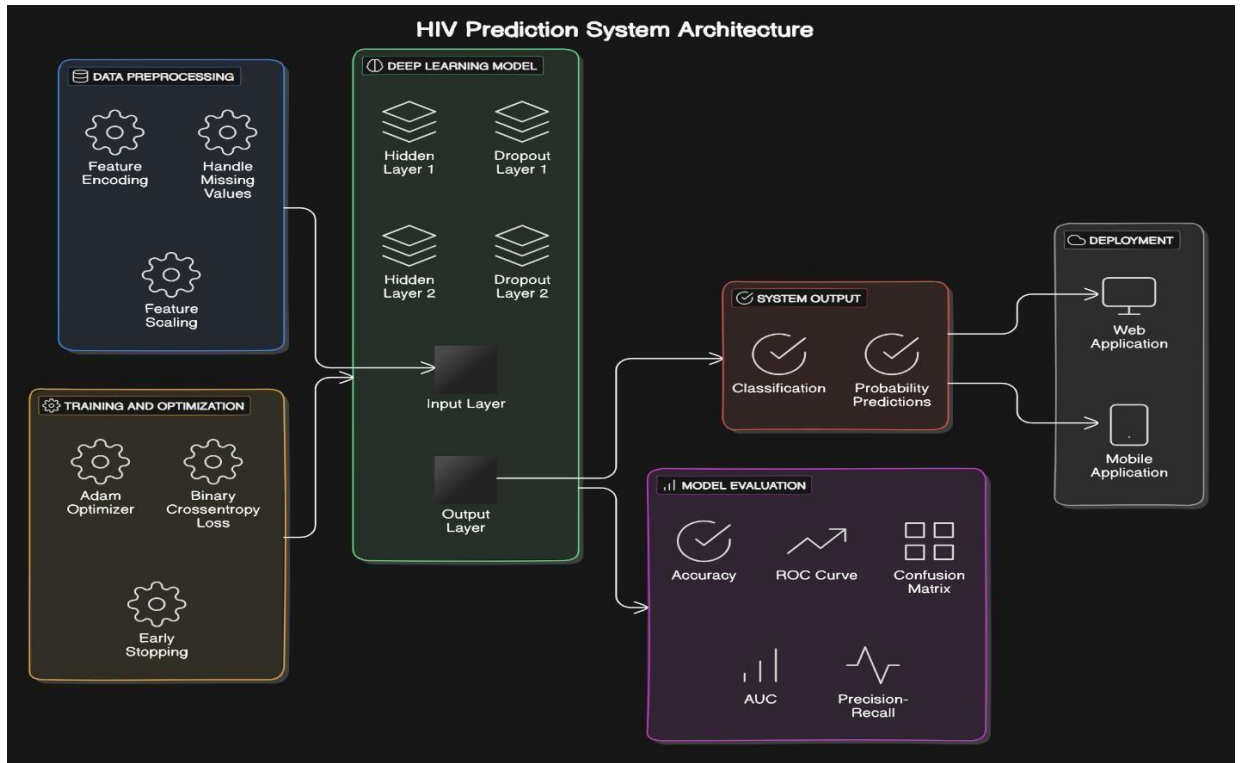 HIV Prediction System Architecture
DATA PREPROCESSING
Feature
Encoding
Handle
Missing
Values
Feature
Scaling
TRAINING AND OPTIMIZATION
Adam
Optimizer
Binary
Crossentropy
Loss
Early
Stopping
DEEP LEARNING MODEL
Hidden
Layer 1
Dropout
Layer 1
Hidden
Layer 2
Dropout
Layer 2
Input Layer
Output
Layer
SYSTEM OUTPUT
Classification
Probability
Predictions
MODEL EVALUATION
Accuracy
ROC Curve
Confusion
Matrix
AUC
Precision-
Recall
DEPLOYMENT
Web
Application
Mobile
Application